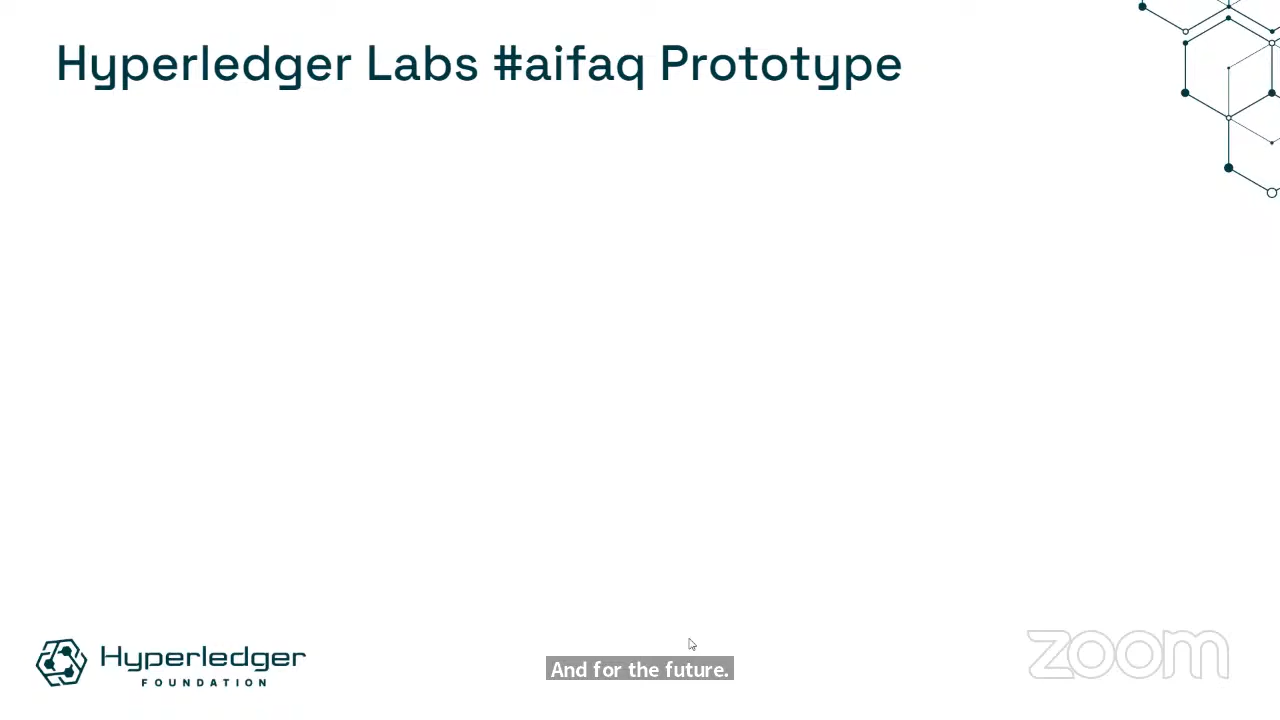 Hyperledger Labs #aifaq Prototype
Hyperledger
FOUNDATION
And for the future.
zoom